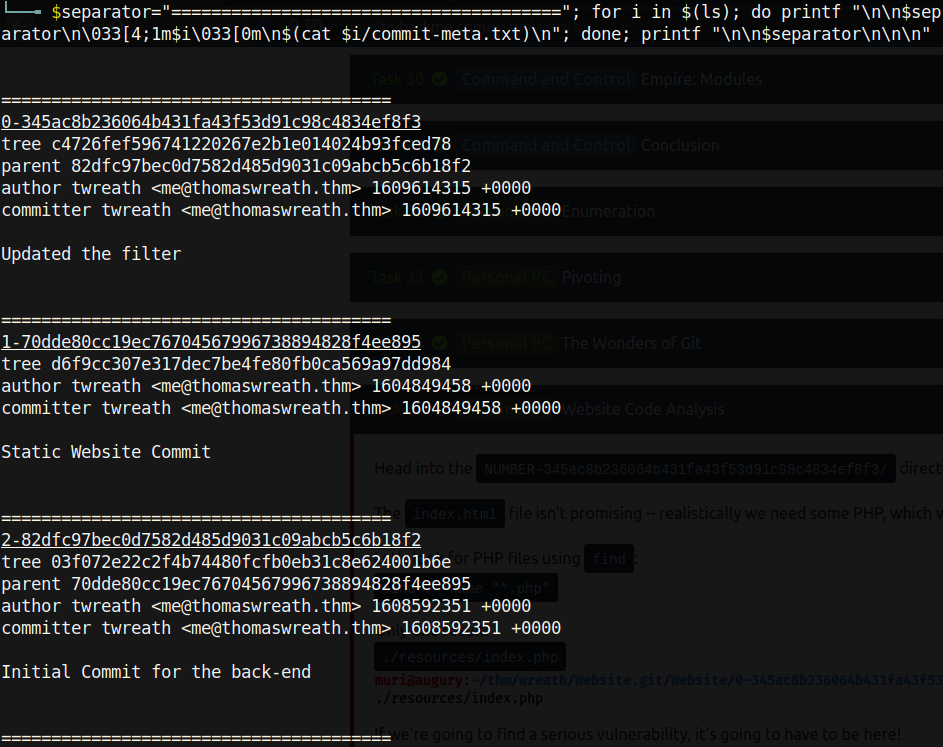 $separator="======================================="; for i in $(ls); do printf "\n\n$sep
arator\n\033[4;1m$i\033[0m\n$(cat $i/commit-meta.txt)\n"; done; printf "\n\n$separator\n\n\n"
Task 30 Command and Control Empire: Modules
=======================================
0-345ac8b236064b431fa43f53d91c98c4834ef8f3
tree c4726fef596741220267e2b1e014024b93fced78
Command and Control Conclusion
parent 82dfc97bec0d7582d485d9031c09abcb5c6b18f2
author twreath <me@thomaswreath.thm> 1609614315 +0000
committer twreath <me@thomaswreath.thm> 1609614315 +0000
Enumeration
Updated the filter
Task 33 Personal PC Pivoting
=======================================
1-70dde80cc19ec76704567996738894828f4ee895
Personal PC The Wonders of Git
tree d6f9cc307e317dec7be4fe80fb0ca569a97dd984
author twreath <me@thomaswreath.thm> 1604849458 +0000
committer twreath <me@thomaswreath.thm> 1604849458 +0000
Website Code Analysis
Static Website Commit
Head into the NUMBER-345ac8b236064b431fa43f53d91c98c4834ef8f3/ direct
The index.html file isn't promising -- realistically we need some PHP, which w
=======================================
2-82dfc97bec0d7582d485d9031c09abcb5c6b18f2
for PHP files using find:
tree 03f072e22c2f4b74480fcfb0eb31c8e624001b6e
parent 70dde80cc19ec76704567996738894828f4ee895
"*.php"
author twreath <me@thomaswreath.thm> 1608592351 +0000
committer twreath <me@thomaswreath.thm> 1608592351 +0000
./resources/index.php
Initial Commit for the back-end
muri@augury:~/thm/wreath/Website.git/Website/0-345ac8b236064b431fa43f53
./resources/index.php
If we're going to find a serious vulnerability, it's going to have to be here!
=======================================